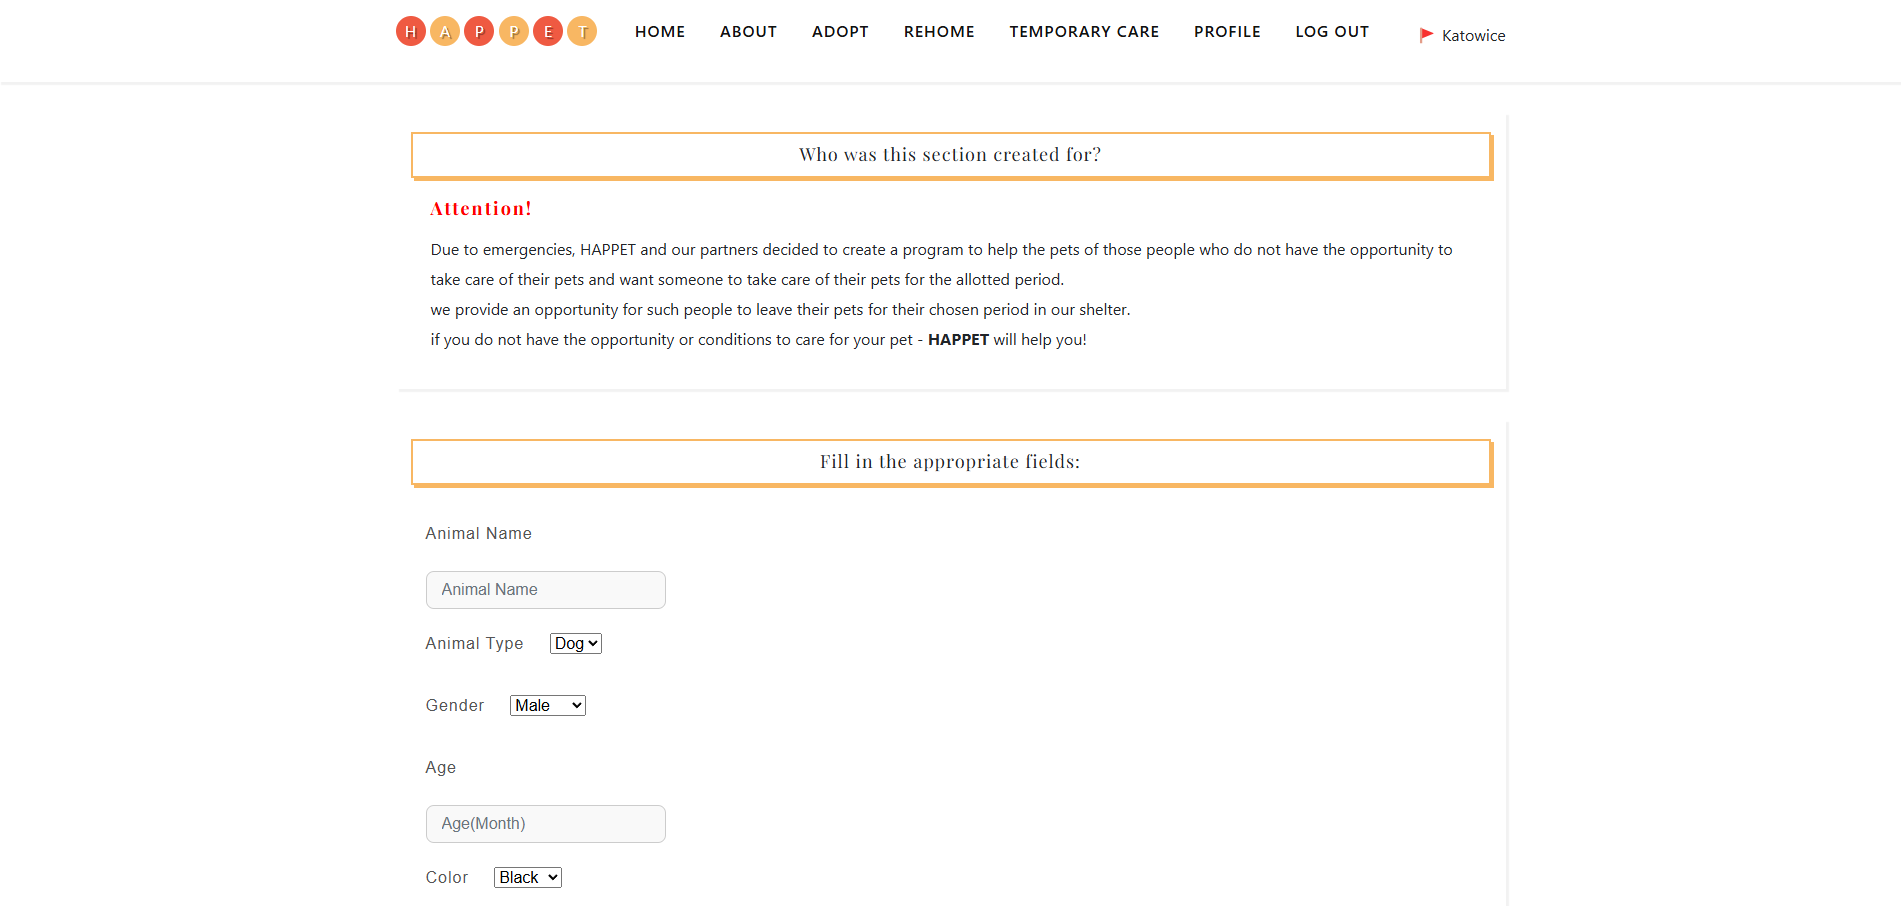 HAPPET HOME ABOUT ADOPT REHOME TEMPORARY CARE PROFILE LOG OUT Katowice
Who was this section created for?
Attention!
Due to emergencies, HAPPET and our partners decided to create a program to help the pets of those people who do not have the opportunity to
take care of their pets and want someone to take care of their pets for the allotted period.
we provide an opportunity for such people to leave their pets for their chosen period in our shelter.
if you do not have the opportunity or conditions to care for your pet - HAPPET will help you!
Fill in the appropriate fields:
Animal Name
Animal Name
Animal Type Dog
Gender Male
Age
Age(Month)
Color Black